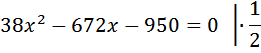 38x² − 672x − 950 = 0 |· 1/2